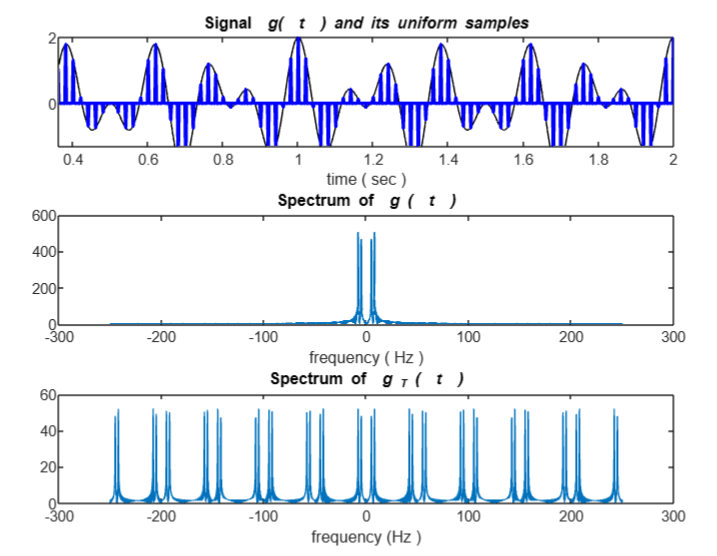 Signal g( t ) and its uniform samples
2
0
0.4 0.6 0.8 1 1.2 1.4 1.6 1.8 2
time ( sec )
Spectrum of g ( t )
600
400
200
0
-300 -200 -100 0 100 200 300
frequency ( Hz )
Spectrum of g T ( t )
60
40
20
0
-300 -200 -100 0 100 200 300
frequency (Hz )